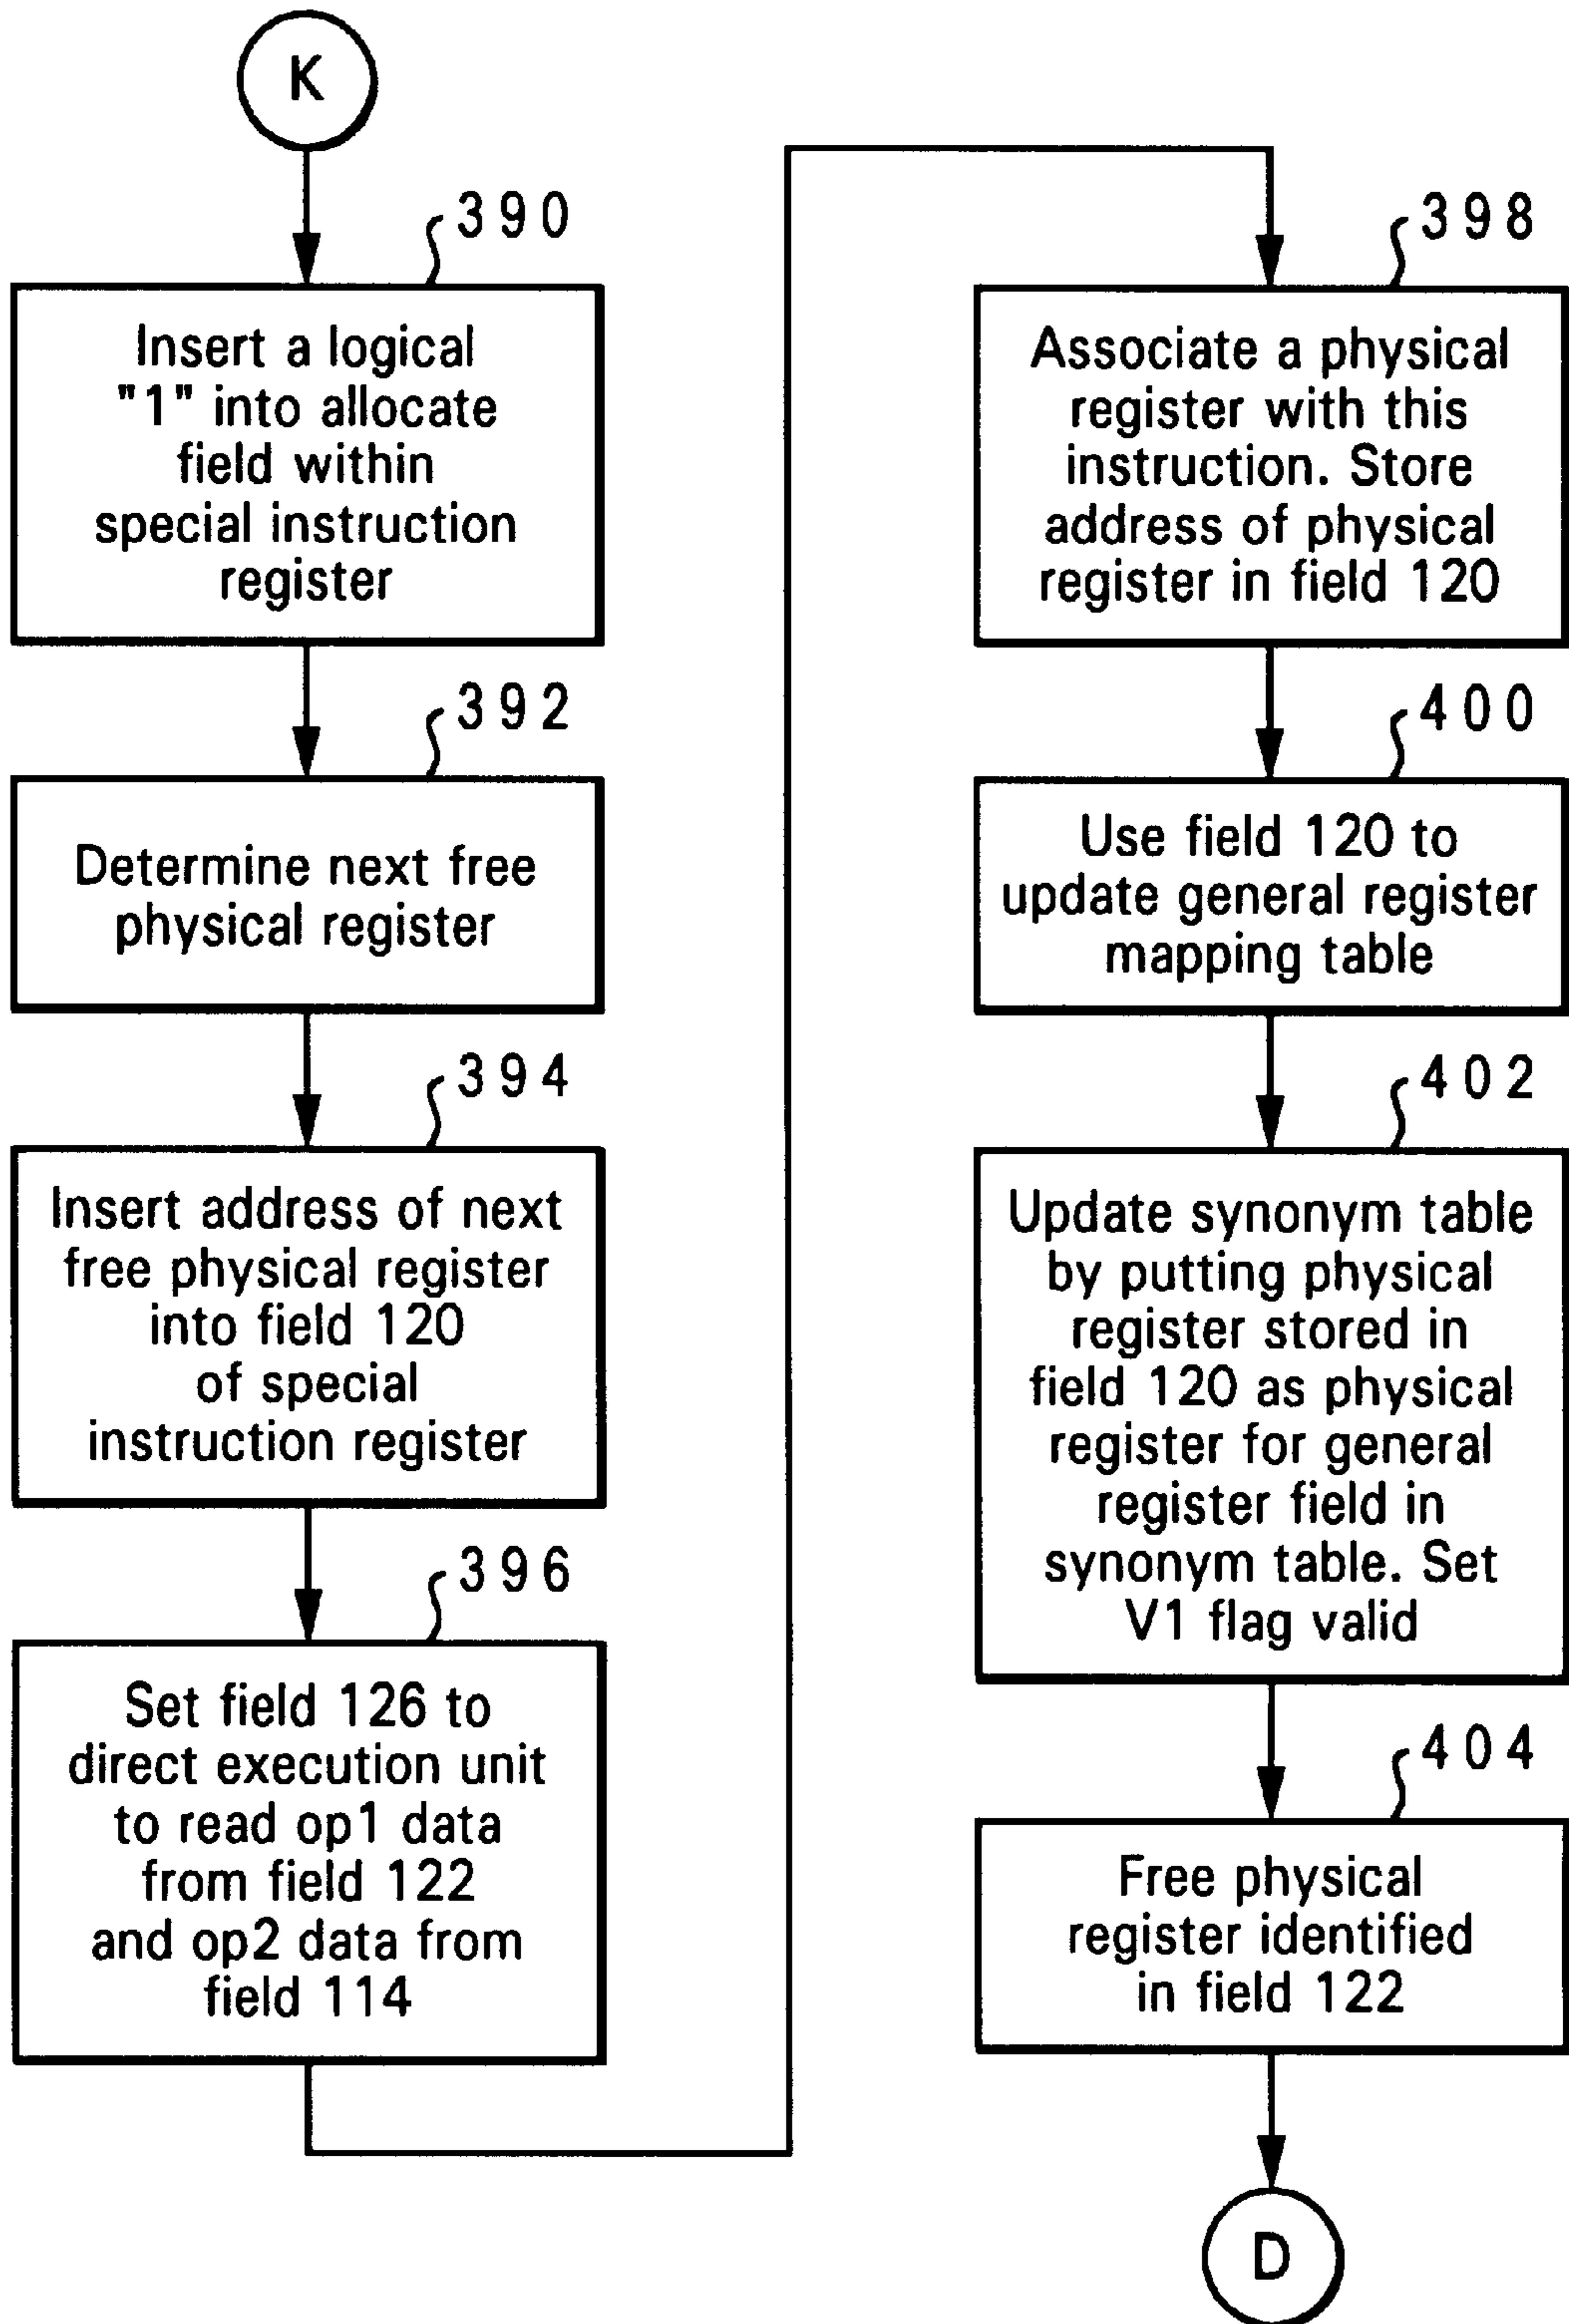 K
390
Insert a logical
"1" into allocate
field within
special instruction
register
392
Determine next free
physical register
394
Insert address of next
free physical register
into field 120
of special
instruction register
396
Set field 126 to
direct execution unit
to read op1 data
from field 122
and op2 data from
field 114
398
Associate a physical
register with this
instruction. Store
address of physical
register in field 120
400
Use field 120 to
update general register
mapping table
402
Update synonym table
by putting physical
register stored in
field 120 as physical
register for general
register field in
synonym table. Set
V1 flag valid
404
Free physical
register identified
in field 122
D